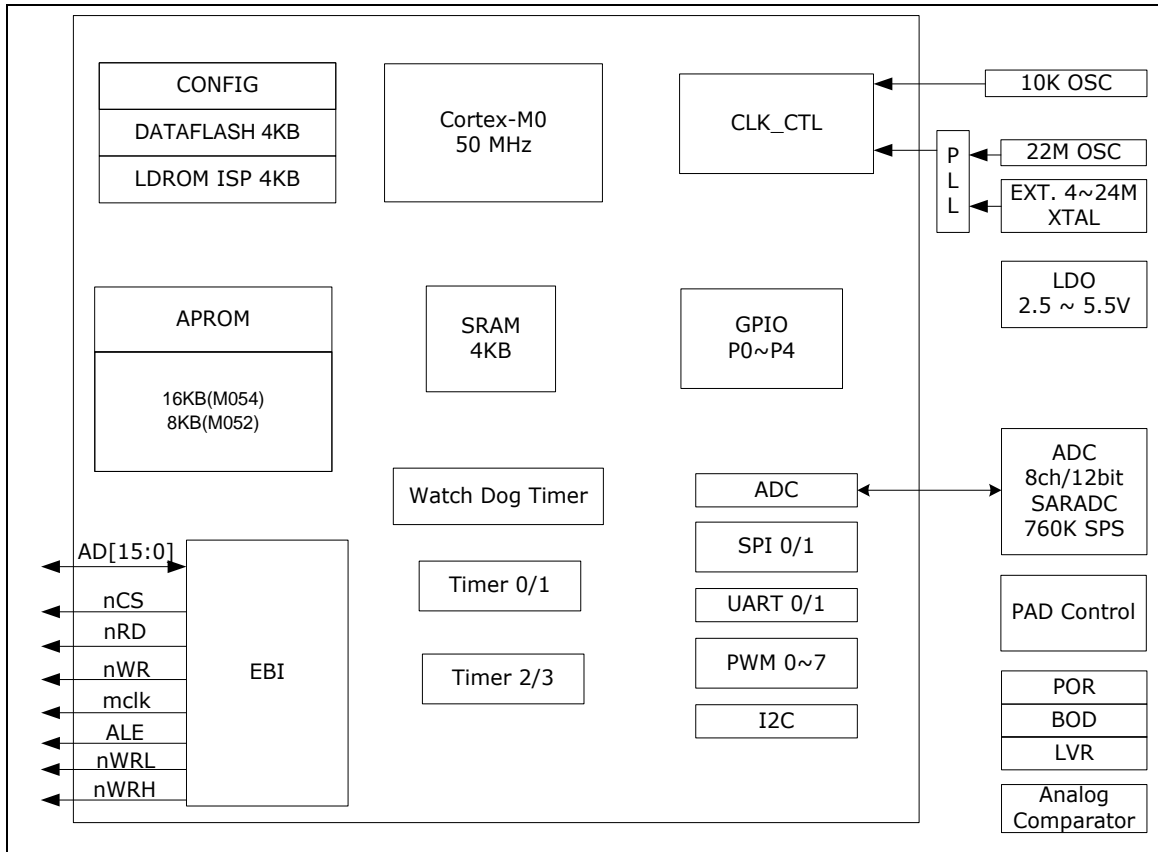 CONFIG
DATAFLASH 4KB
LDROM ISP 4KB
Cortex-M0
50 MHz
CLK_CTL
10K OSC
P
L
L
22M OSC
EXT. 4~24M
XTAL
LDO
2.5 ~ 5.5V
APROM
16KB(M054)
8KB(M052)
SRAM
4KB
GPIO
P0~P4
Watch Dog Timer
Timer 0/1
Timer 2/3
ADC
SPI 0/1
UART 0/1
PWM 0~7
I2C
ADC
8ch/12bit
SARADC
760K SPS
PAD Control
POR
BOD
LVR
Analog
Comparator
AD[15:0]
nCS
nRD
nWR
mclk
ALE
nWRL
nWRH
EBI